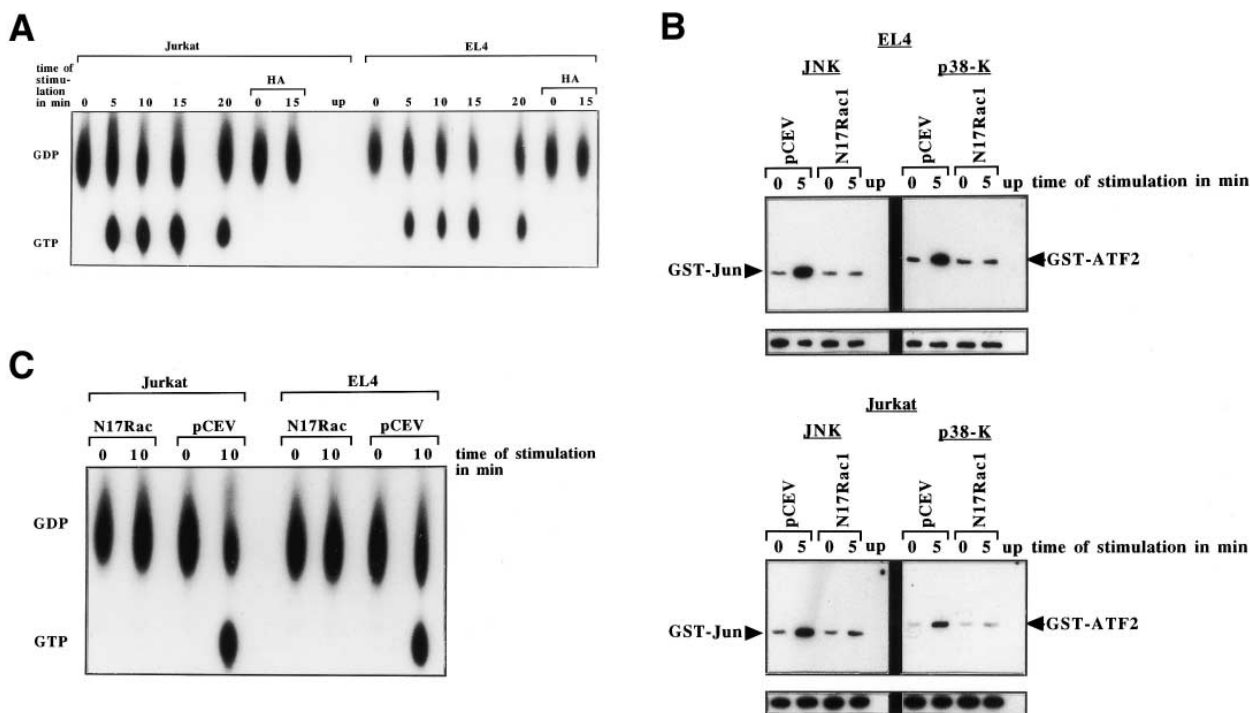 A
Jurkat
EL4
time of
stimu-
lation
in min
HA
HA
0 5 10 15 20 0 15 up 0 5 10 15 20 0 15
GDP
GTP
B
EL4
JNK
p38-K
pCEV
N17Rac1
pCEV
N17Rac1
0 5 0 5 up 0 5 0 5 up time of stimulation in min
GST-Jun
GST-ATF2
C
Jurkat
EL4
N17Rac pCEV N17Rac pCEV
0 10 0 10 0 10 0 10 time of stimulation
in min
GDP
GTP
Jurkat
JNK
p38-K
pCEV
N17Rac1
pCEV
N17Rac1
0 5 0 5 up 0 5 0 5 up time of stimulation in min
GST-Jun
GST-ATF2